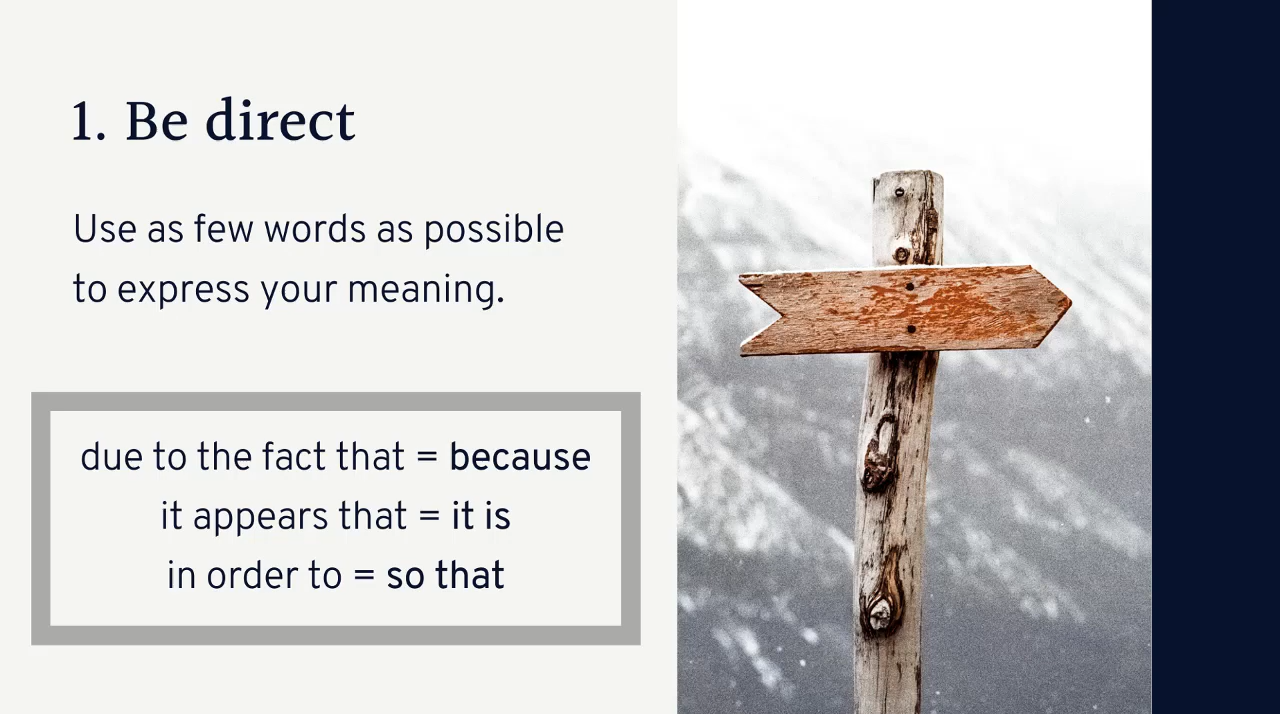 1. Be direct
Use as few words as possible
to express your meaning.
due to the fact that = because
it appears that = it is
in order to = so that